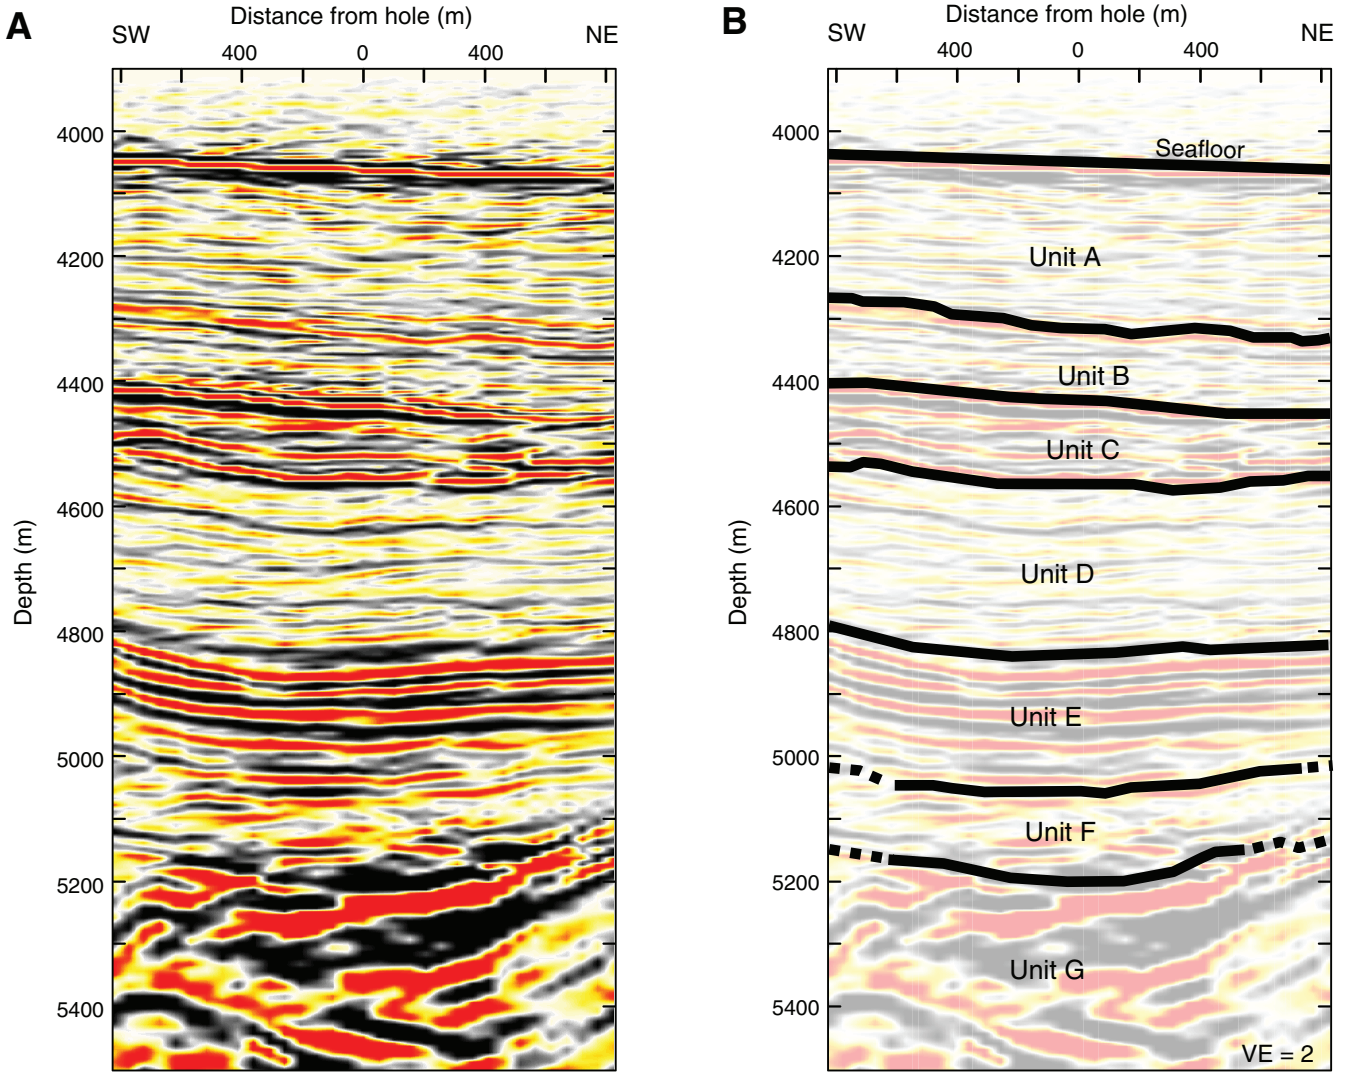 A
Distance from hole (m)
SW
NE
400
0
400
4000
4200
4400
4600
4800
5000
5200
5400
Depth (m)
B
Distance from hole (m)
SW
NE
400
0
400
4000
4200
4400
4600
4800
5000
5200
5400
Depth (m)
Seafloor
Unit A
Unit B
Unit C
Unit D
Unit E
Unit F
Unit G
VE = 2